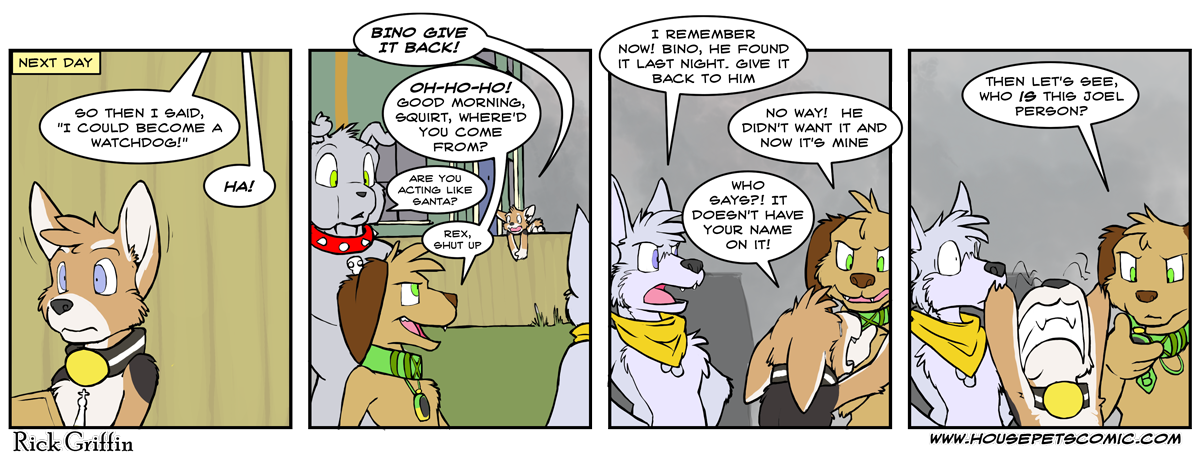 NEXT DAY
SO THEN I SAID,
"I COULD BECOME A
WATCHDOG!"
HA!
BINO GIVE
IT BACK!
OH-HO-HO!
GOOD MORNING,
SQUIRT, WHERE'D
YOU COME
FROM?
ARE YOU
ACTING LIKE
SANTA?
REX,
SHUT UP
I REMEMBER
NOW! BINO, HE FOUND
IT LAST NIGHT. GIVE IT
BACK TO HIM
NO WAY! HE
DIDN'T WANT IT AND
NOW IT'S MINE
WHO
SAYS?! IT
DOESN'T HAVE
YOUR NAME
ON IT!
THEN LET'S SEE,
WHO IS THIS JOEL
PERSON?
Rick Griffin
WWW.HOUSEPETSCOMIC.COM